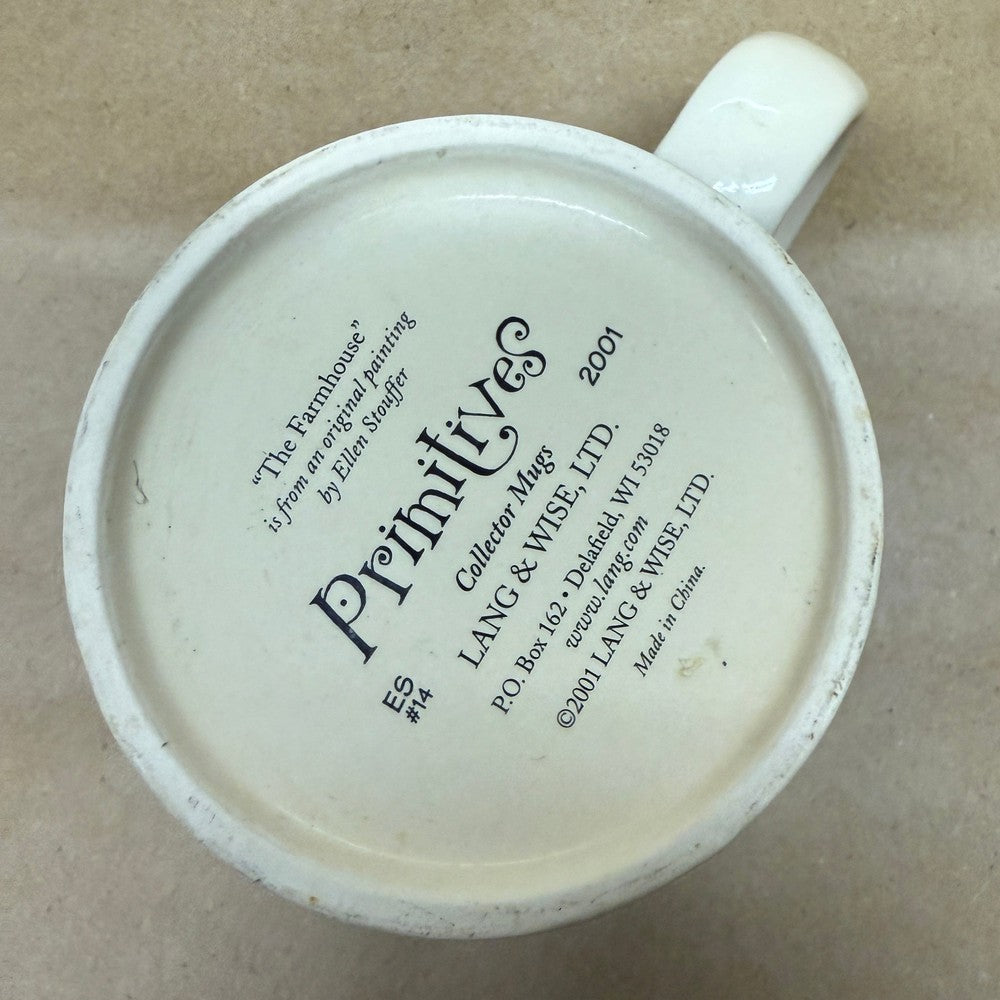 “The Farmhouse”
is from an original painting
by Ellen Stouffer
Primitives
2001
Collector Mugs
LANG & WISE, LTD.
P.O. Box 162 • Delafield, WI 53018
www.lang.com
©2001 LANG & WISE, LTD.
Made in China.
ES
#14